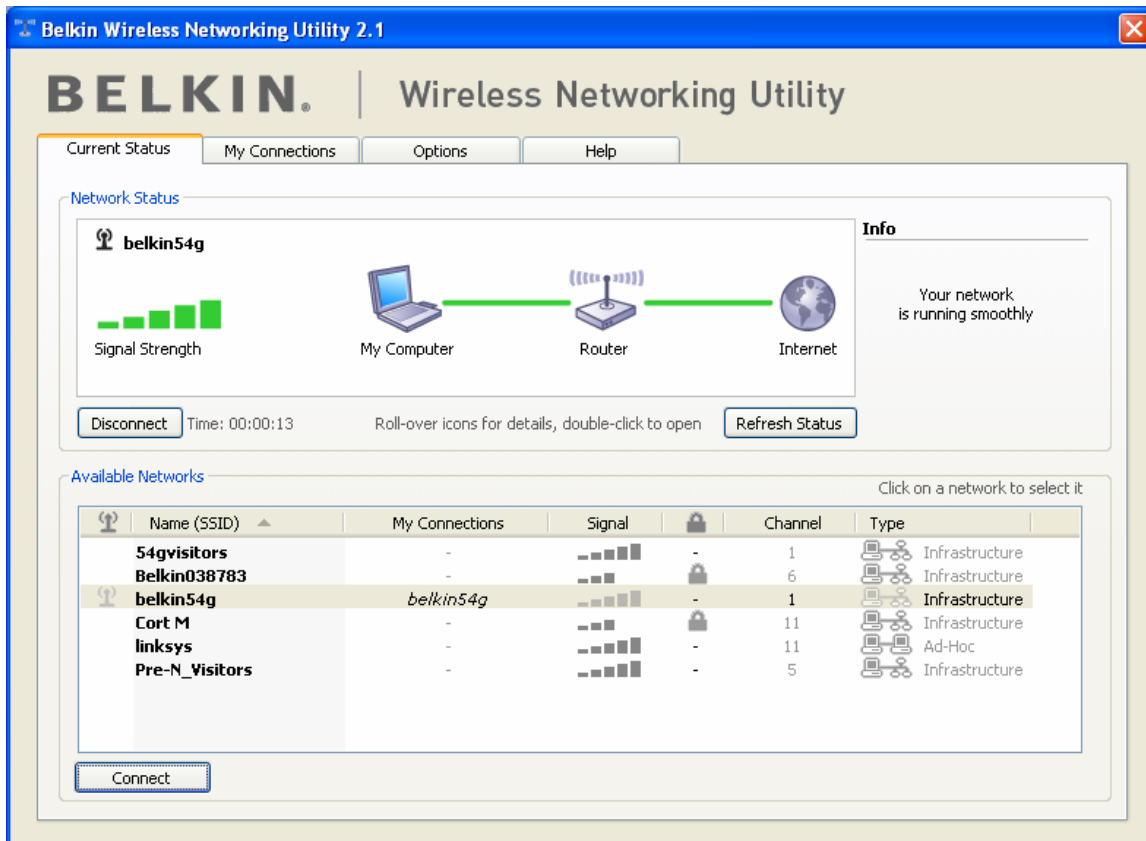 Belkin Wireless Networking Utility 2.1
BELKIN. | Wireless Networking Utility
Current Status My Connections Options Help
Network Status
belkin54g
Info
Your network
is running smoothly
Signal Strength My Computer Router Internet
Disconnect Time: 00:00:13 Roll-over icons for details, double-click to open Refresh Status
Available Networks
Click on a network to select it
Name (SSID) My Connections Signal Channel Type
54gvisitors - - 1 Infrastructure
Belkin038783 - 6 Infrastructure
belkin54g belkin54g - 1 Infrastructure
Cort M - 11 Infrastructure
linksys - - 11 Ad-Hoc
Pre-N_Visitors - - 5 Infrastructure
Connect